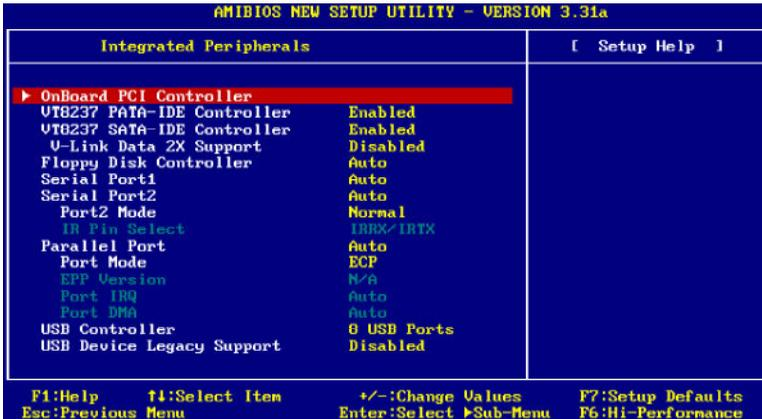 AMIBIOS NEW SETUP UTILITY - VERSION 3.31a
Integrated Peripherals
[ Setup Help ]
▶ OnBoard PCI Controller
VT8237 PATA-IDE Controller Enabled
VT8237 SATA-IDE Controller Enabled
V-Link Data 2X Support Disabled
Floppy Disk Controller Auto
Serial Port1 Auto
Serial Port2 Auto
Port2 Mode Normal
IR Pin Select IRRX/IRTX
Parallel Port Auto
Port Mode ECP
EPP Version N/A
Port IRQ Auto
Port DMA Auto
USB Controller 8 USB Ports
USB Device Legacy Support Disabled
F1:Help ↑↓:Select Item +/-:Change Values F7:Setup Defaults
Esc:Previous Menu Enter:Select ▶Sub-Menu F6:Hi-Performance